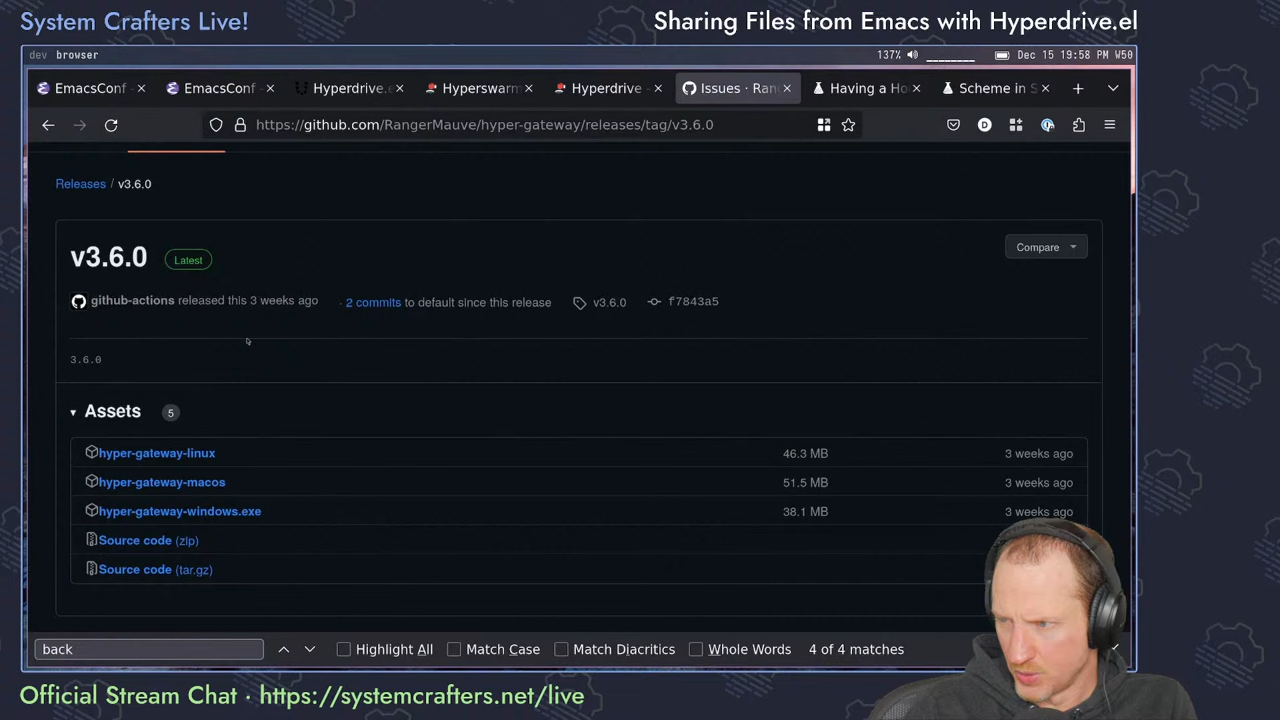 System Crafters Live!
Sharing Files from Emacs with Hyperdrive.el
dev browser
137% Dec 15 19:58 PM W50
EmacsConf -
EmacsConf -
Hyperdrive.e
Hyperswarm
Hyperdrive -
Issues · Ran
Having a Ho
Scheme in S
https://github.com/RangerMauve/hyper-gateway/releases/tag/v3.6.0
Releases / v3.6.0
v3.6.0 Latest
Compare
github-actions released this 3 weeks ago · 2 commits to default since this release v3.6.0 f7843a5
3.6.0
Assets 5
hyper-gateway-linux 46.3 MB 3 weeks ago
hyper-gateway-macos 51.5 MB 3 weeks ago
hyper-gateway-windows.exe 38.1 MB 3 weeks ago
Source code (zip)
Source code (tar.gz)
back Highlight All Match Case Match Diacritics Whole Words 4 of 4 matches
Official Stream Chat · https://systemcrafters.net/live